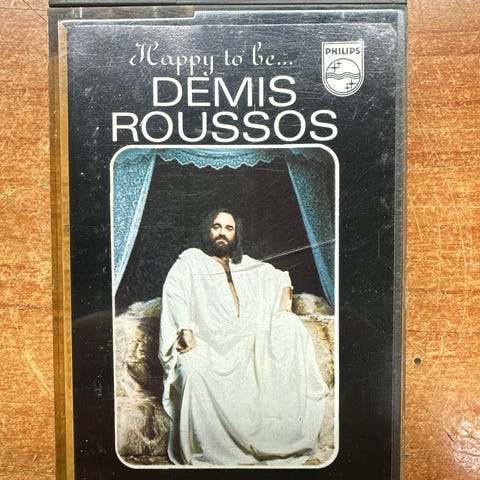 Happy to be...
PHILIPS
DEMIS
ROUSSOS